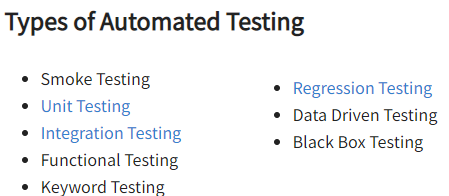 Types of Automated Testing
Smoke Testing
Unit Testing
Integration Testing
Functional Testing
Keyword Testing
Regression Testing
Data Driven Testing
Black Box Testing